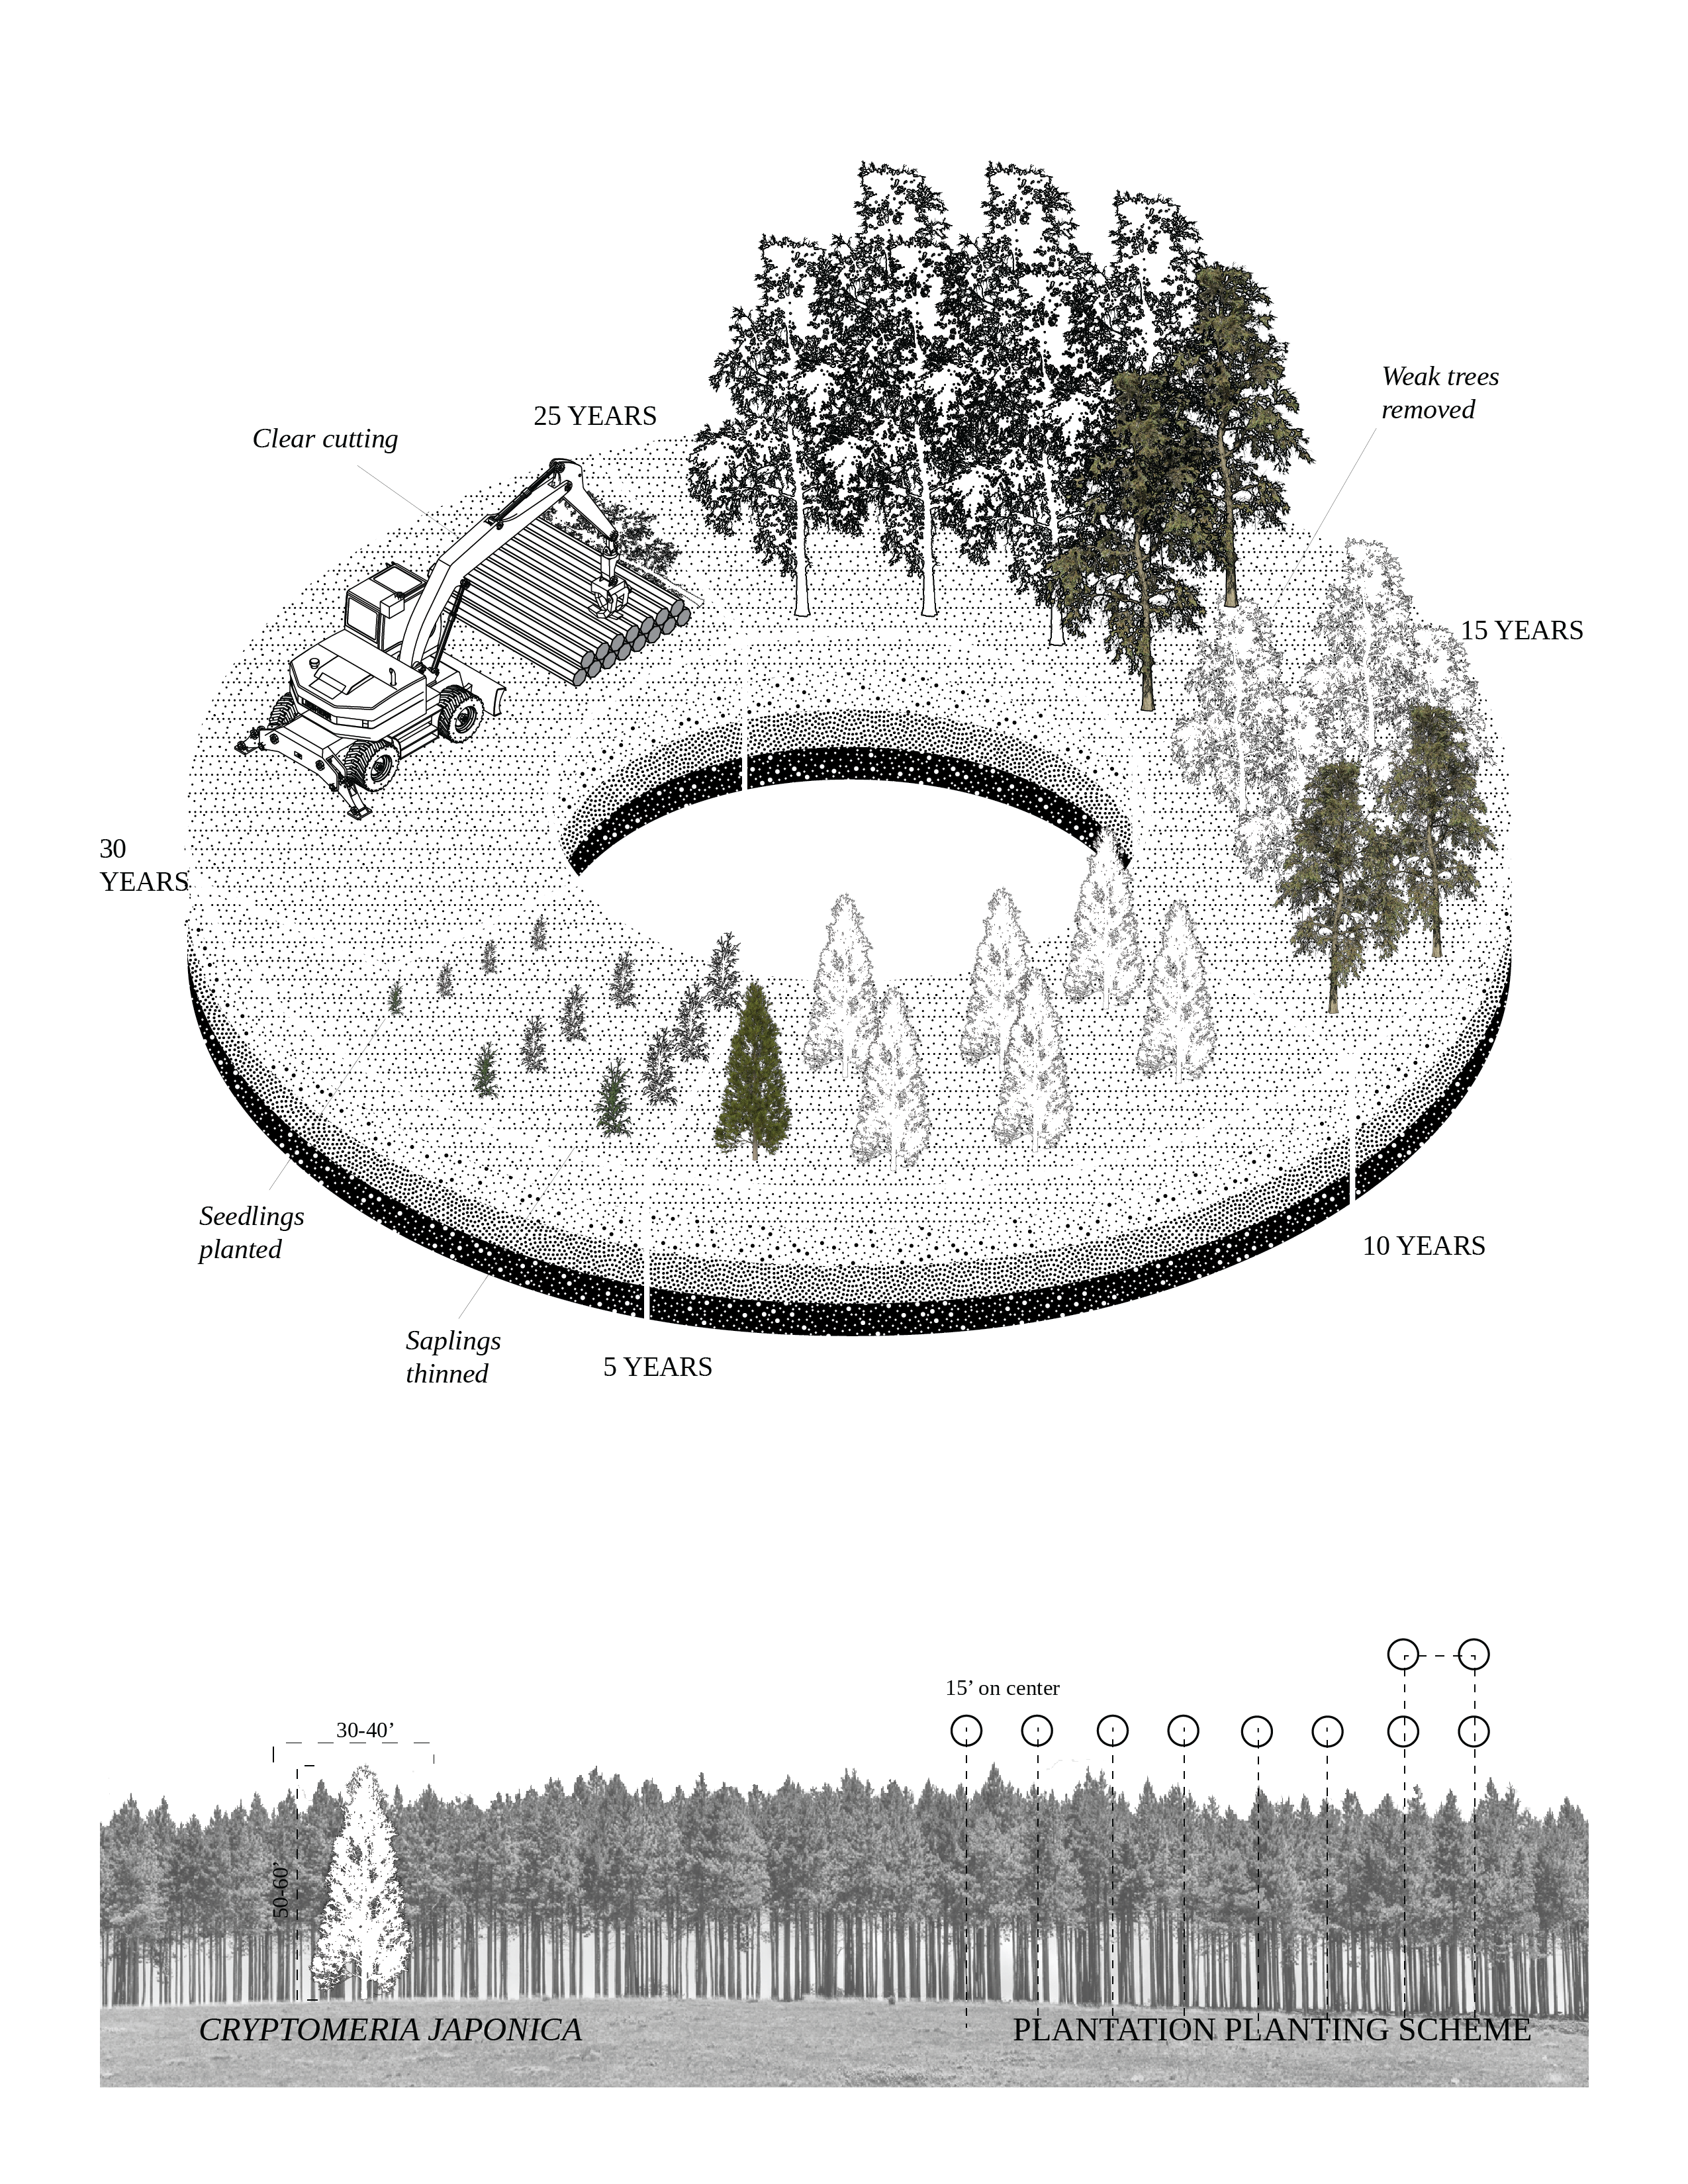 Weak trees
removed
25 YEARS
Clear cutting
15 YEARS
30
YEARS
Seedlings
planted
10 YEARS
Saplings
thinned
5 YEARS
15’ on center
30-40’
50-60’
CRYPTOMERIA JAPONICA
PLANTATION PLANTING SCHEME